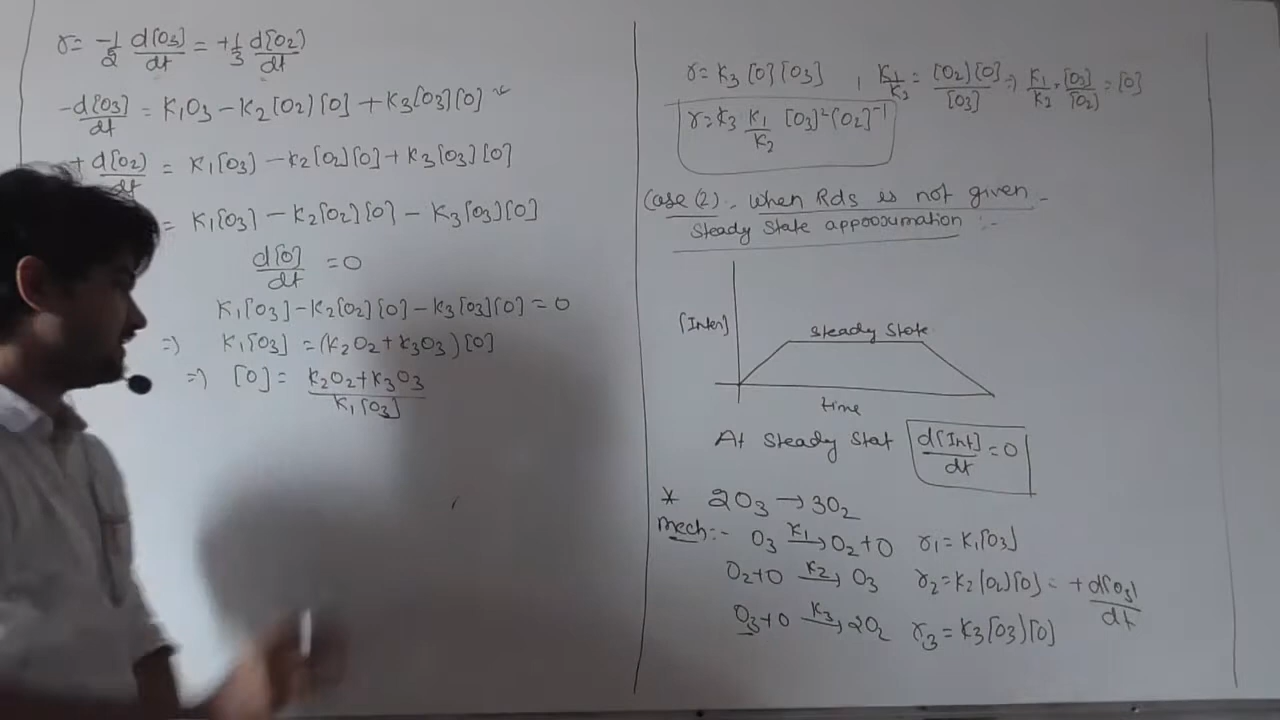 r = -1/2 d[O3]/dt = +1/3 d[O2]/dt
-d[O3]/dt = K1O3 - K2[O2][O] + K3[O3][O]
+ d[O2]/dt = K1[O3] - K2[O2][O] + K3[O3][O]
= K1[O3] - K2[O2][O] - K3[O3][O]
d[O]/dt = 0
K1[O3] - K2[O2][O] - K3[O3][O] = 0
=> K1[O3] = (K2O2 + K3O3)[O]
=> [O] = K2O2 + K3O3 / K1[O3]
r = K3[O][O3] , K1/K2 = [O2][O]/[O3] => K1/K2 . [O3]/[O2] = [O]
r = K3 K1/K2 [O3]²[O2]⁻¹
Case (2):- when Rds is not given :-
Steady State approximation :-
[Inter]
Steady State
time
At Steady Stat d[Int]/dt = 0
* 2O3 → 3O2
Mech:- O3 K1→ O2 + O r1 = K1[O3]
O2 + O K2→ O3 r2 = K2[O2][O] = + d[O3]/dt
O3 + O K3→ 2O2 r3 = K3[O3][O]